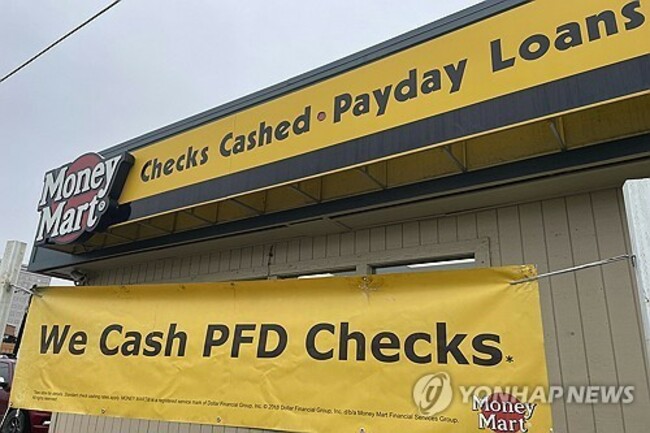 Checks Cashed • Payday Loans
Money
Mart®
We Cash PFD Checks.*
Money
Mart
YONHAP NEWS